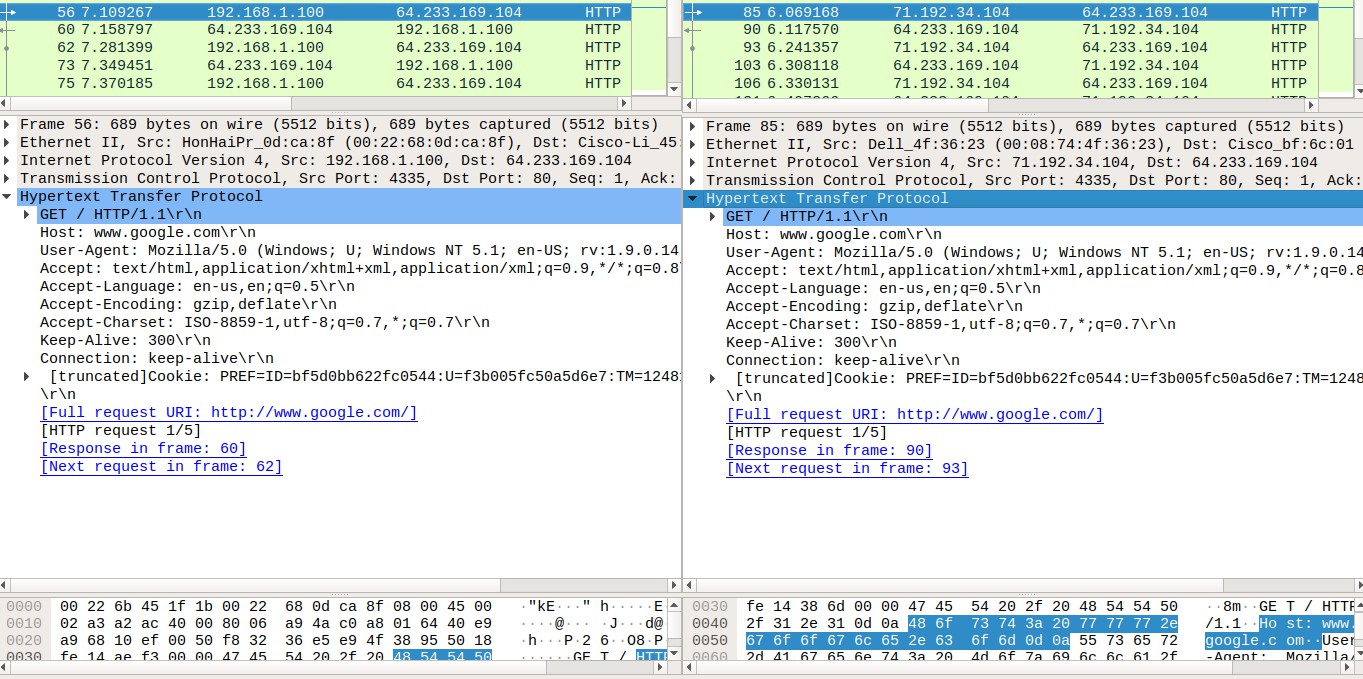 56 7.109267 192.168.1.100 64.233.169.104 HTTP
60 7.158797 64.233.169.104 192.168.1.100 HTTP
62 7.281399 192.168.1.100 64.233.169.104 HTTP
73 7.349451 64.233.169.104 192.168.1.100 HTTP
75 7.370185 192.168.1.100 64.233.169.104 HTTP
Frame 56: 689 bytes on wire (5512 bits), 689 bytes captured (5512 bits)
Ethernet II, Src: HonHaiPr_0d:ca:8f (00:22:68:0d:ca:8f), Dst: Cisco-Li_45:
Internet Protocol Version 4, Src: 192.168.1.100, Dst: 64.233.169.104
Transmission Control Protocol, Src Port: 4335, Dst Port: 80, Seq: 1, Ack:
Hypertext Transfer Protocol
GET / HTTP/1.1\r\n
Host: www.google.com\r\n
User-Agent: Mozilla/5.0 (Windows; U; Windows NT 5.1; en-US; rv:1.9.0.14
Accept: text/html,application/xhtml+xml,application/xml;q=0.9,*/*;q=0.8
Accept-Language: en-us,en;q=0.5\r\n
Accept-Encoding: gzip,deflate\r\n
Accept-Charset: ISO-8859-1,utf-8;q=0.7,*;q=0.7\r\n
Keep-Alive: 300\r\n
Connection: keep-alive\r\n
[truncated]Cookie: PREF=ID=bf5d0bb622fc0544:U=f3b005fc50a5d6e7:TM=1248
\r\n
[Full request URI: http://www.google.com/]
[HTTP request 1/5]
[Response in frame: 60]
[Next request in frame: 62]
0000 00 22 6b 45 1f 1b 00 22 68 0d ca 8f 08 00 45 00 ·"kE···" h·····E
0010 02 a3 a2 ac 40 00 80 06 a9 4a c0 a8 01 64 40 e9 ····@··· ·J···d@
0020 a9 68 10 ef 00 50 f8 32 36 e5 e9 4f 38 95 50 18 ·h···P·2 6··O8·P
0030 fe 14 ae f3 00 00 47 45 54 20 2f 20 48 54 54 50 ······GE T / HTTP
85 6.069168 71.192.34.104 64.233.169.104 HTTP
90 6.117570 64.233.169.104 71.192.34.104 HTTP
93 6.241357 71.192.34.104 64.233.169.104 HTTP
103 6.308118 64.233.169.104 71.192.34.104 HTTP
106 6.330131 71.192.34.104 64.233.169.104 HTTP
Frame 85: 689 bytes on wire (5512 bits), 689 bytes captured (5512 bits)
Ethernet II, Src: Dell_4f:36:23 (00:08:74:4f:36:23), Dst: Cisco_bf:6c:01
Internet Protocol Version 4, Src: 71.192.34.104, Dst: 64.233.169.104
Transmission Control Protocol, Src Port: 4335, Dst Port: 80, Seq: 1, Ack:
Hypertext Transfer Protocol
GET / HTTP/1.1\r\n
Host: www.google.com\r\n
User-Agent: Mozilla/5.0 (Windows; U; Windows NT 5.1; en-US; rv:1.9.0.14
Accept: text/html,application/xhtml+xml,application/xml;q=0.9,*/*;q=0.8
Accept-Language: en-us,en;q=0.5\r\n
Accept-Encoding: gzip,deflate\r\n
Accept-Charset: ISO-8859-1,utf-8;q=0.7,*;q=0.7\r\n
Keep-Alive: 300\r\n
Connection: keep-alive\r\n
[truncated]Cookie: PREF=ID=bf5d0bb622fc0544:U=f3b005fc50a5d6e7:TM=1248
\r\n
[Full request URI: http://www.google.com/]
[HTTP request 1/5]
[Response in frame: 90]
[Next request in frame: 93]
0030 fe 14 38 6d 00 00 47 45 54 20 2f 20 48 54 54 50 ··8m··GE T / HTTP
0040 2f 31 2e 31 0d 0a 48 6f 73 74 3a 20 77 77 77 2e /1.1··Ho st: www.
0050 67 6f 6f 67 6c 65 2e 63 6f 6d 0d 0a 55 73 65 72 google.c om··User
0060 2d 41 67 65 6e 74 3a 20 4d 6f 7a 69 6c 6c 61 2f -Agent: Mozilla/